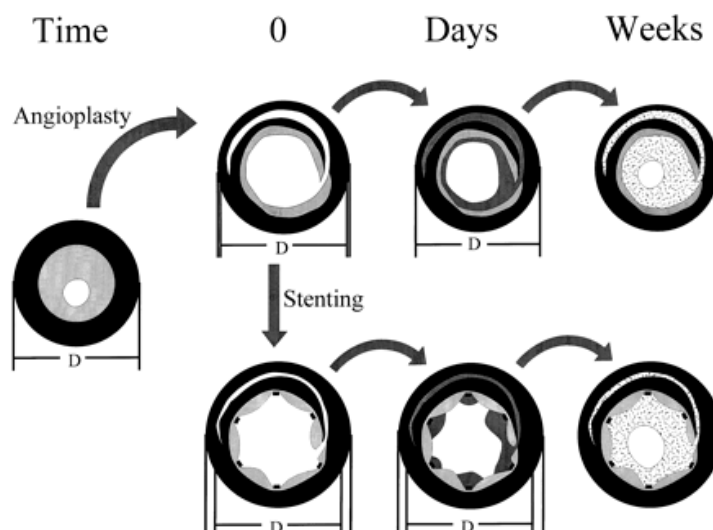 Time 0 Days Weeks
Angioplasty
D D
Stenting
D
D D